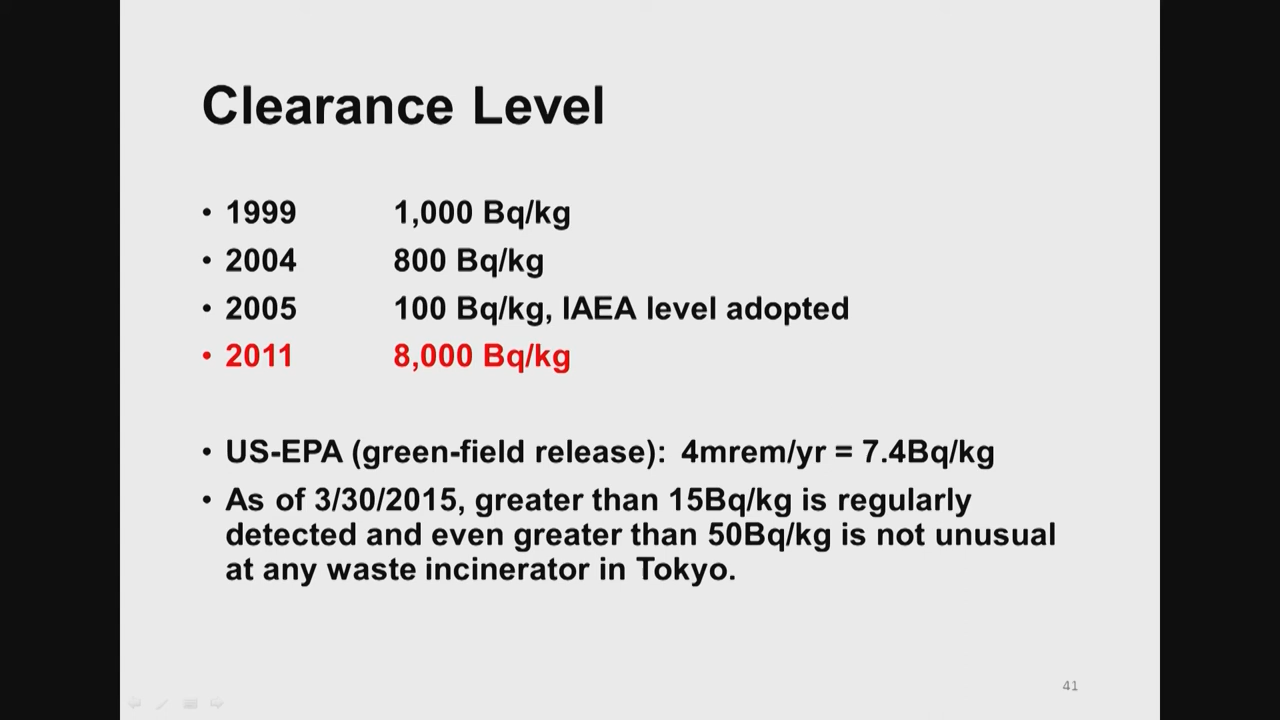 Clearance Level
• 1999 1,000 Bq/kg
• 2004 800 Bq/kg
• 2005 100 Bq/kg, IAEA level adopted
• 2011 8,000 Bq/kg
• US-EPA (green-field release): 4mrem/yr = 7.4Bq/kg
• As of 3/30/2015, greater than 15Bq/kg is regularly
detected and even greater than 50Bq/kg is not unusual
at any waste incinerator in Tokyo.
41